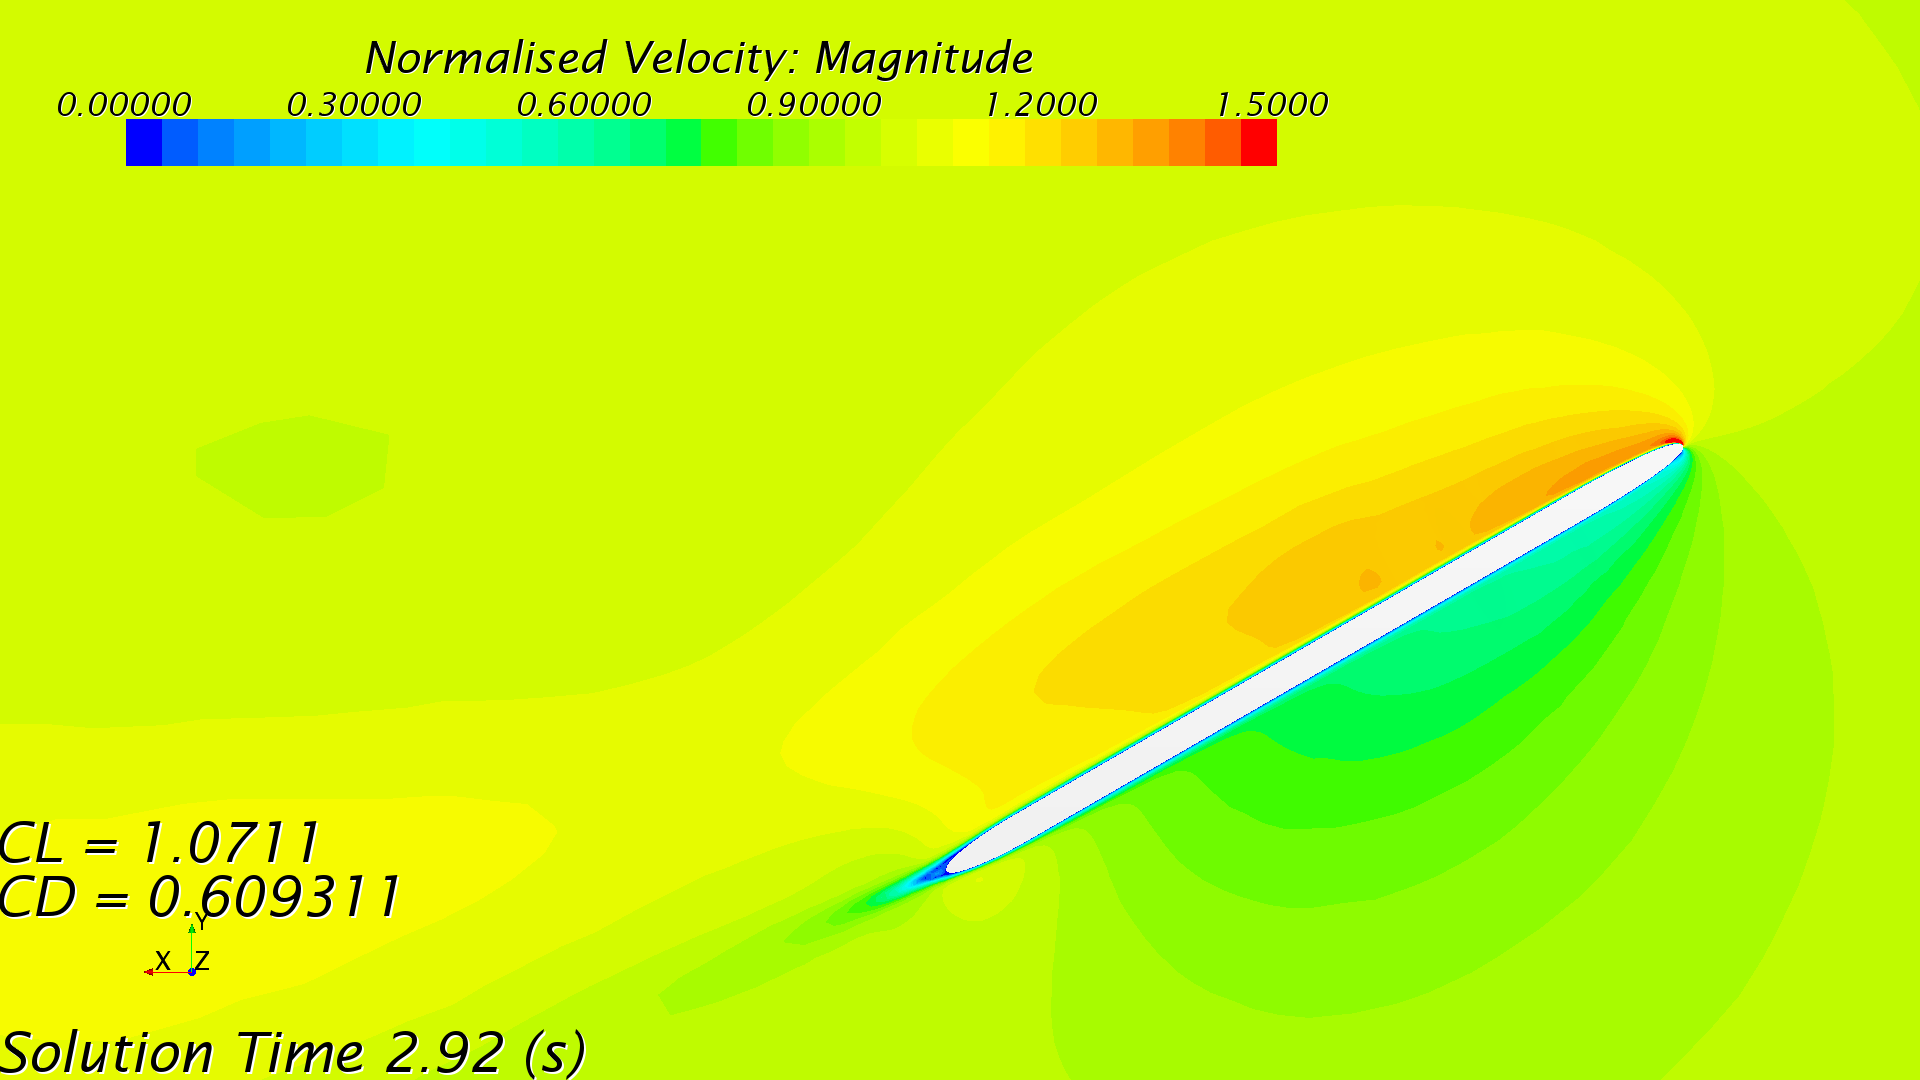 Normalised Velocity: Magnitude
0.00000 0.30000 0.60000 0.90000 1.2000 1.5000
CL = 1.0711
CD = 0.609311
Y
X Z
Solution Time 2.92 (s)